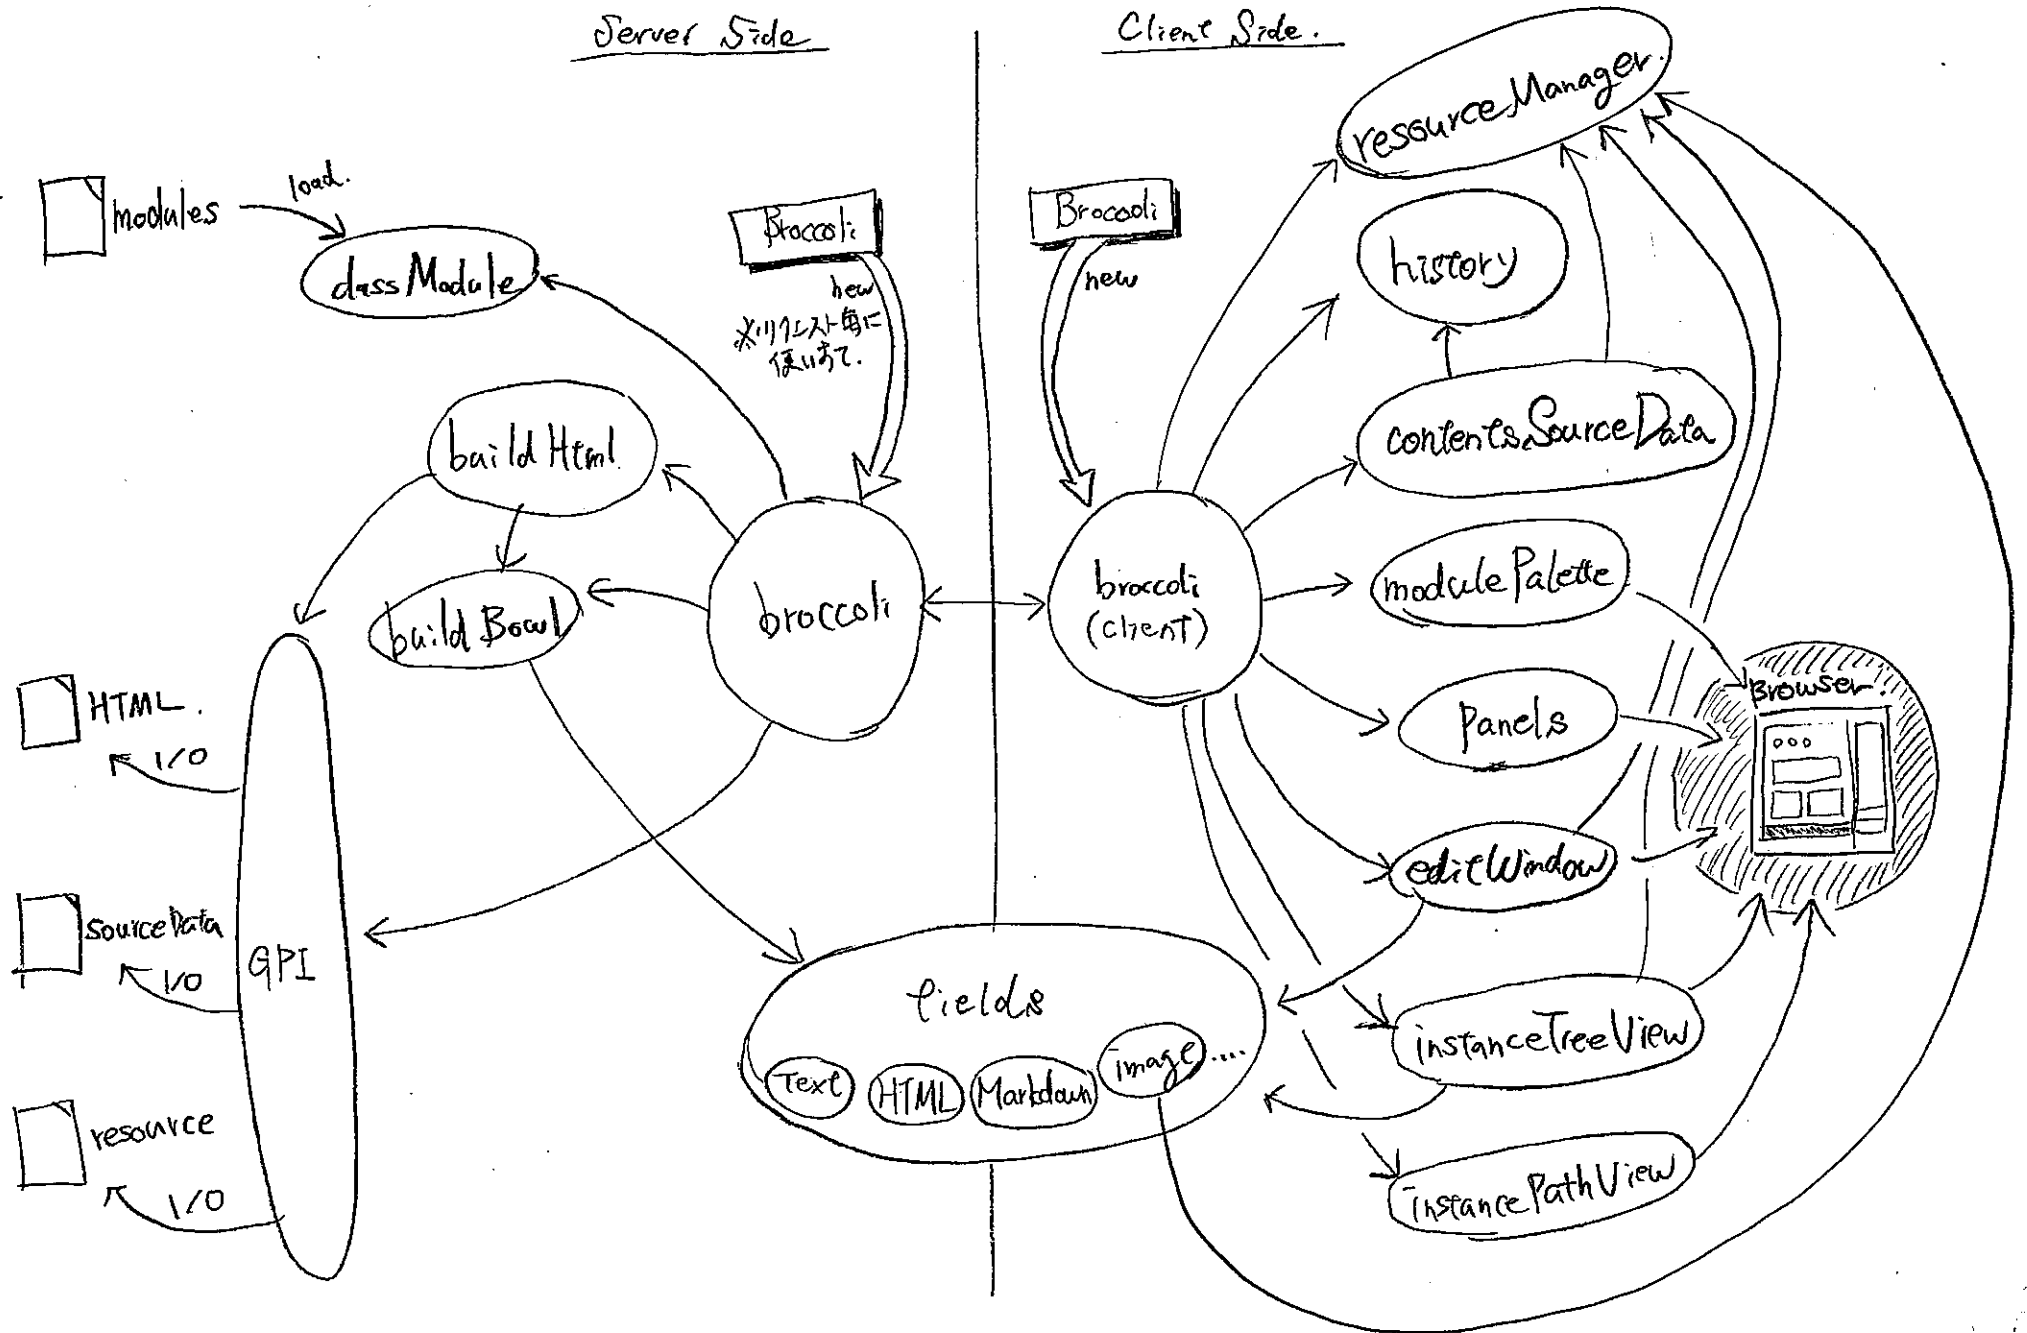 Server Side
Client Side.
resourceManager.
modules
load.
classModule
Broccoli
new
※リクエスト毎に
使いすて.
Broccoli
new
history
contentsSourceData
buildHtml
buildBowl
broccoli
broccoli
(client)
modulePalette
Panels
Browser.
editWindow
HTML.
I/O
sourceData
I/O
GPI
resource
I/O
fields
Text
HTML
Markdown
image....
instanceTreeView
instancePathView